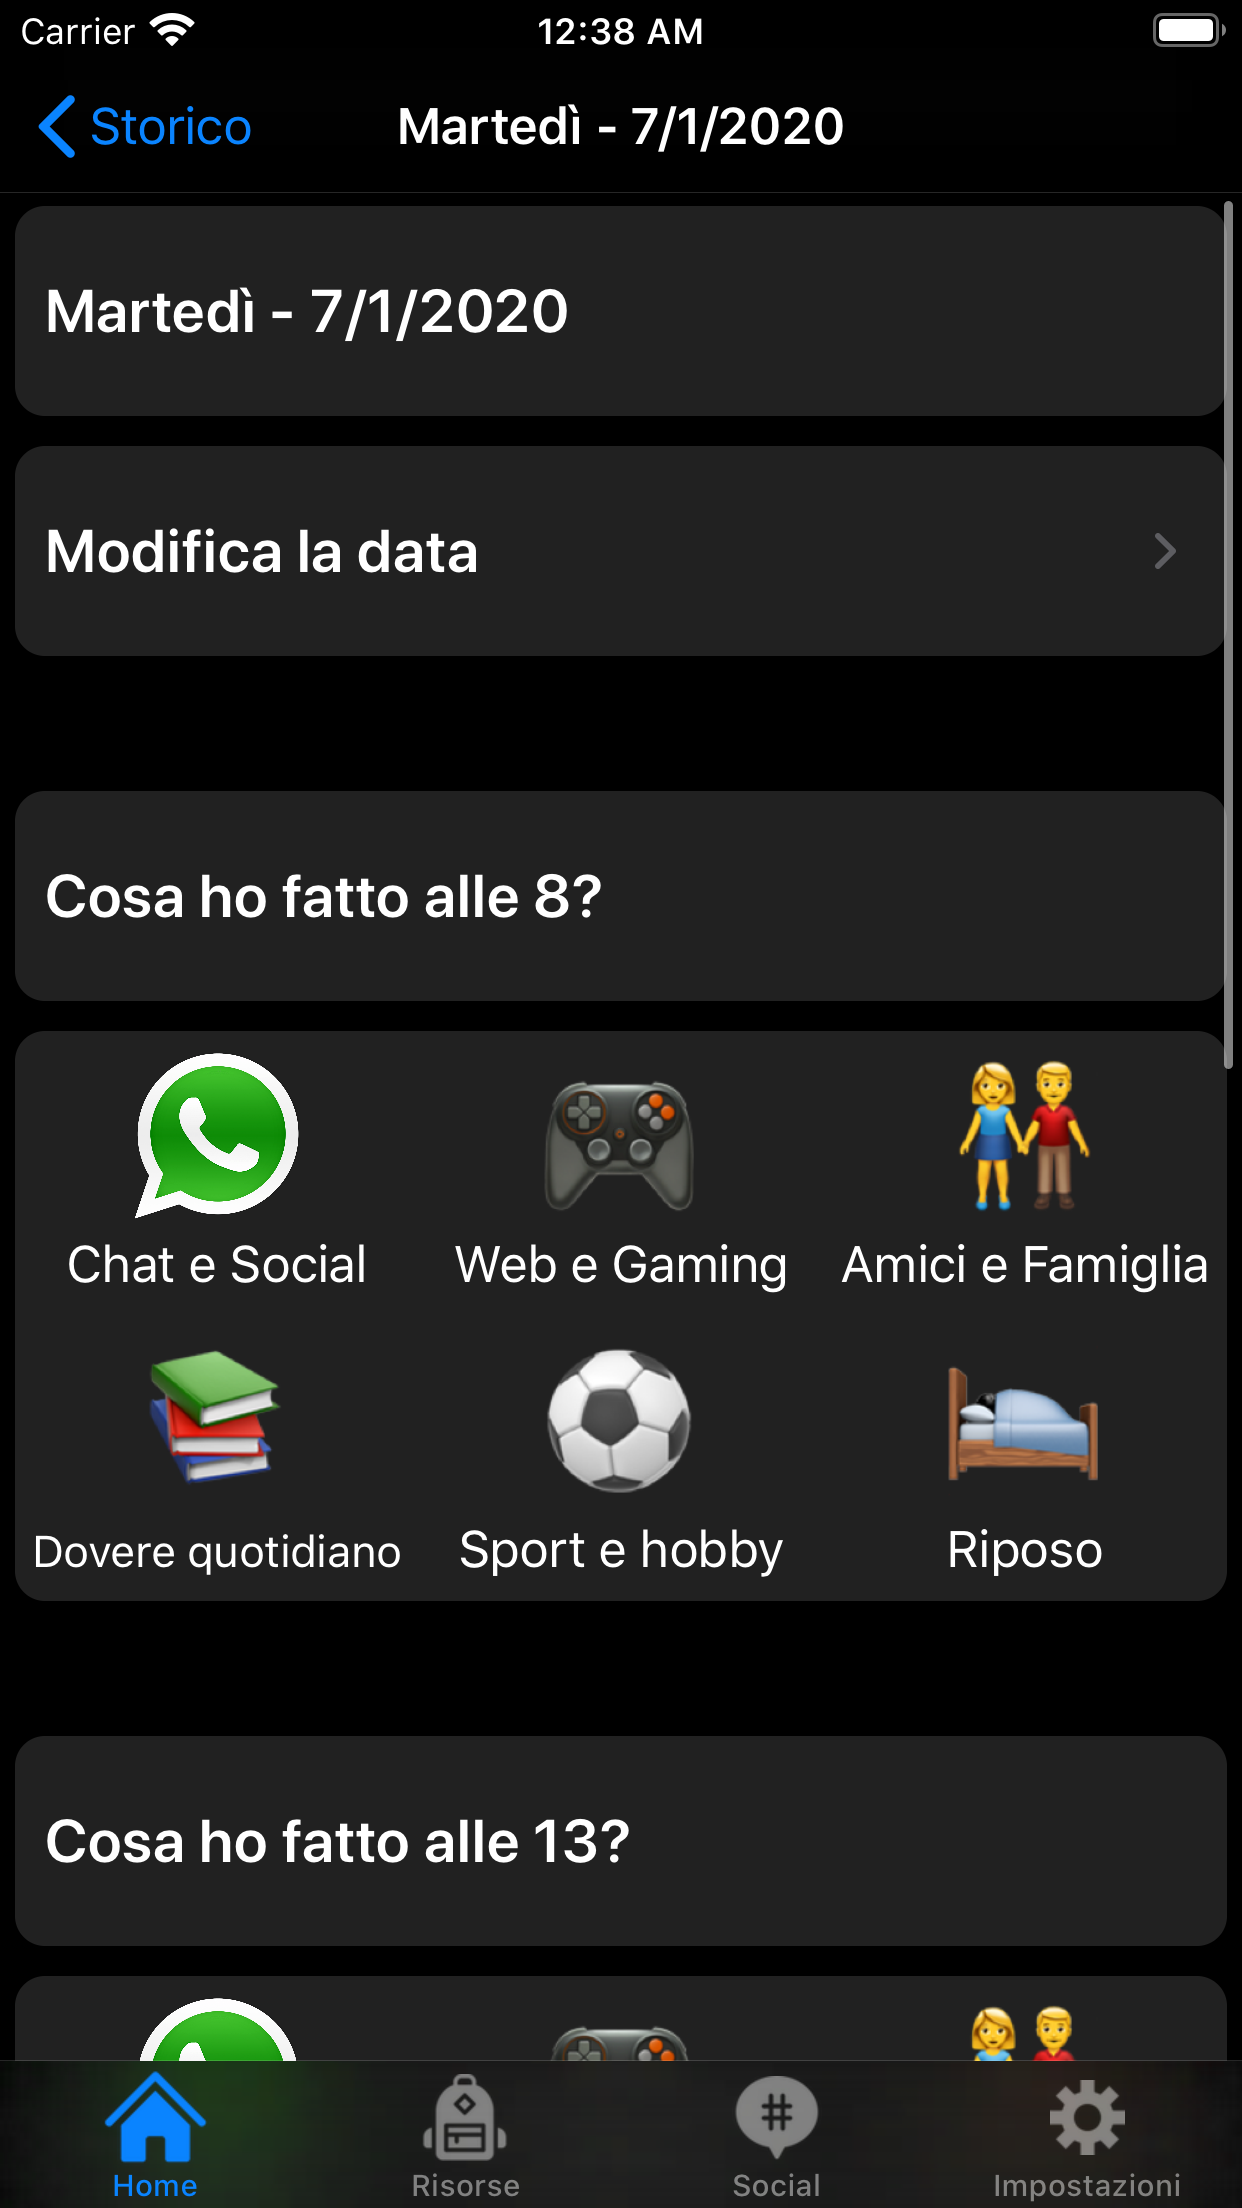 Carrier 12:38 AM
Storico Martedì - 7/1/2020
Martedì - 7/1/2020
Modifica la data
Cosa ho fatto alle 8?
Chat e Social Web e Gaming Amici e Famiglia
Dovere quotidiano Sport e hobby Riposo
Cosa ho fatto alle 13?
Home Risorse Social Impostazioni